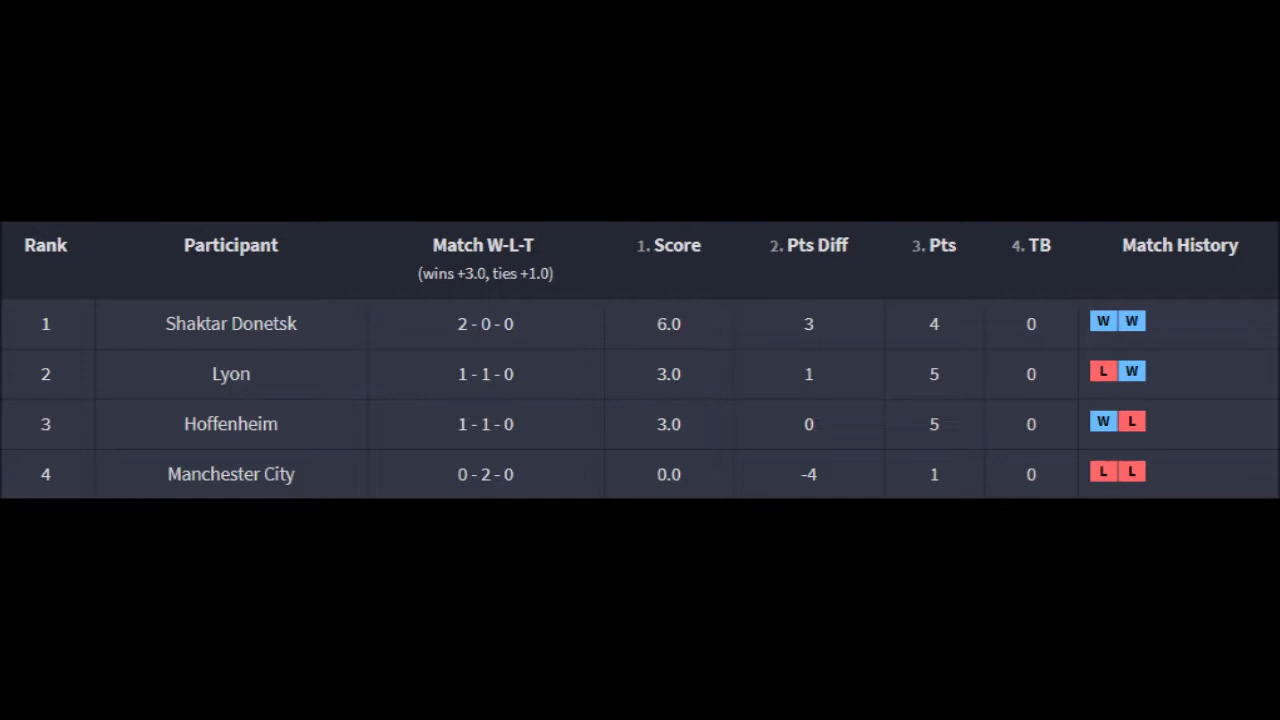 Rank Participant Match W-L-T 1. Score 2. Pts Diff 3. Pts 4. TB Match History
(wins +3.0, ties +1.0)
1 Shaktar Donetsk 2 - 0 - 0 6.0 3 4 0 W W
2 Lyon 1 - 1 - 0 3.0 1 5 0 L W
3 Hoffenheim 1 - 1 - 0 3.0 0 5 0 W L
4 Manchester City 0 - 2 - 0 0.0 -4 1 0 L L